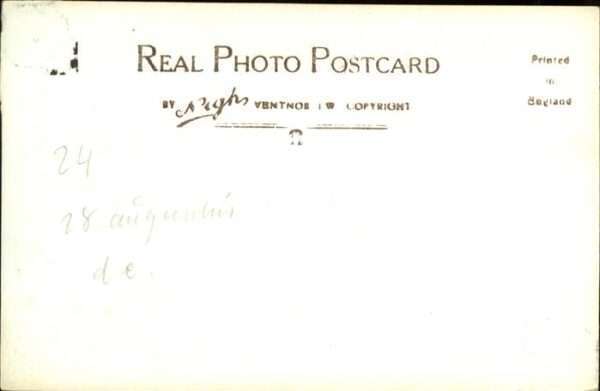 REAL PHOTO POSTCARD
BY Nigh VENTNOR I W COPYRIGHT
Printed
in
England
24
28 augustus
d e.